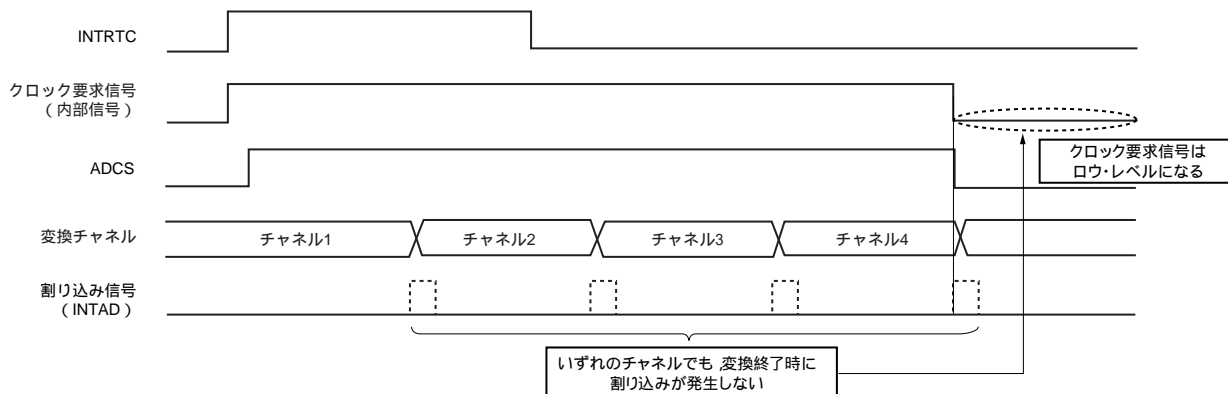 INTRTC
クロック要求信号
(内部信号)
ADCS
クロック要求信号は
ロウ・レベルになる
変換チャネル
チャネル1
チャネル2
チャネル3
チャネル4
割り込み信号
(INTAD)
いずれのチャネルでも,変換終了時に
割り込みが発生しない